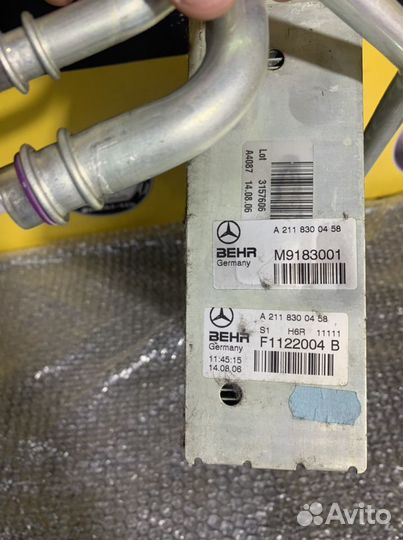 Lot 3157606
A4087 14.08.06
A 211 830 04 58
BEHR
Germany
M9183001
A 211 830 04 58
S1 H6R 11111
BEHR
Germany
F1122004 B
11:45:15
14.08.06
Avito